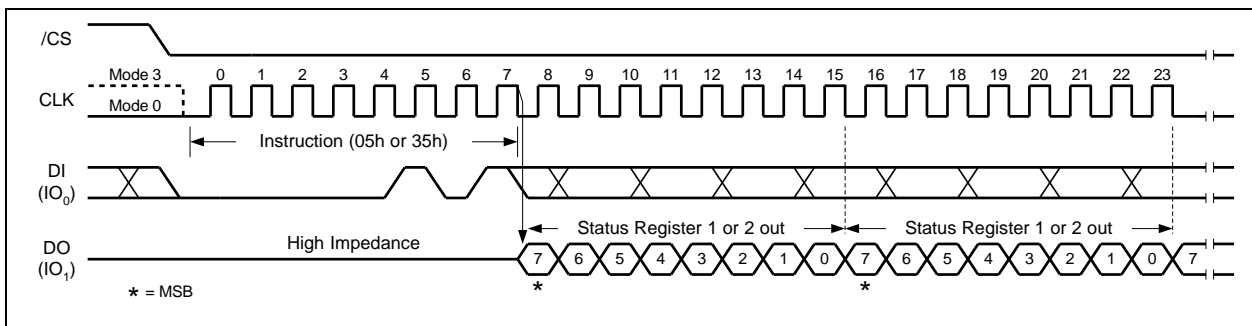 /CS
Mode 3 0 1 2 3 4 5 6 7 8 9 10 11 12 13 14 15 16 17 18 19 20 21 22 23
CLK
Mode 0
Instruction (05h or 35h)
DI
(IO0)
Status Register 1 or 2 out Status Register 1 or 2 out
High Impedance
DO
(IO1)
7 6 5 4 3 2 1 0 7 6 5 4 3 2 1 0 7
* *
* = MSB